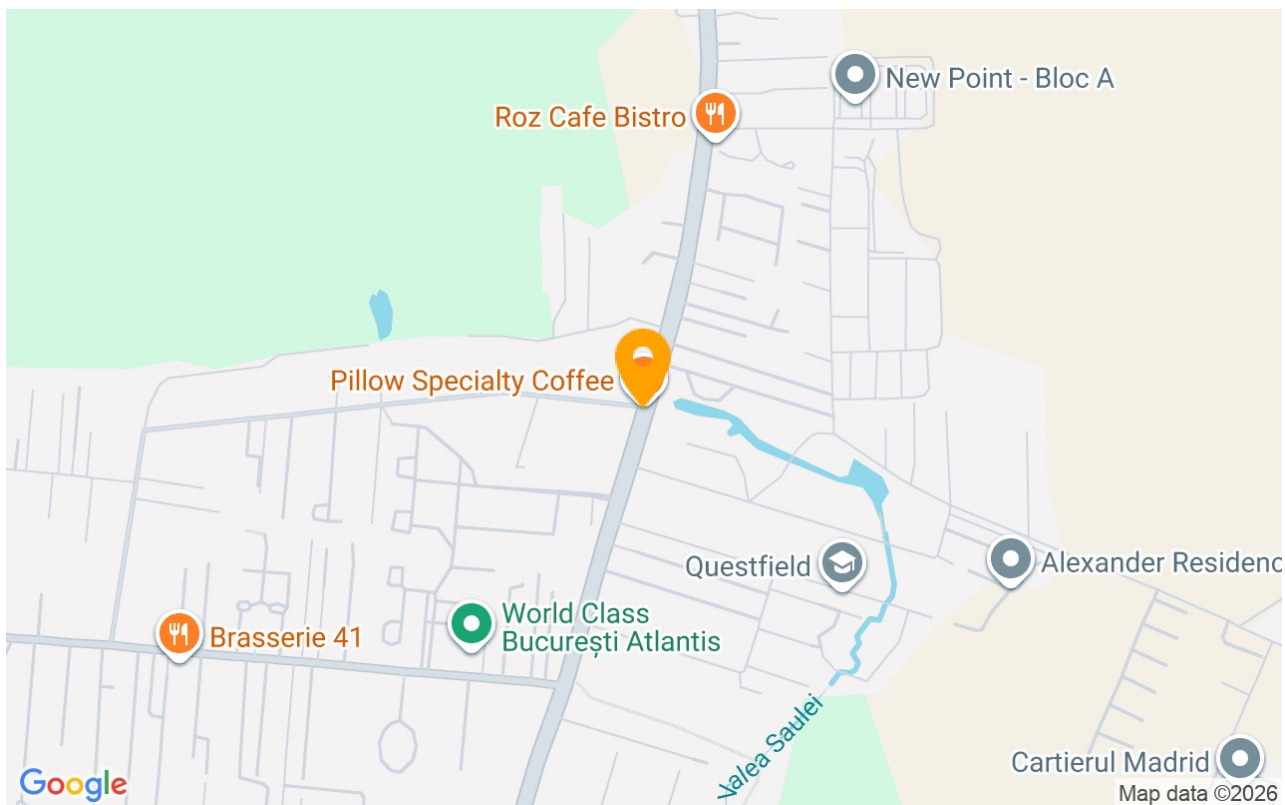 New Point - Bloc A
Roz Cafe Bistro
Pillow Specialty Coffee
Questfield
Alexander Residenc
World Class
București Atlantis
Brasserie 41
Valea Saulei
Cartierul Madrid
Google
Map data ©2026